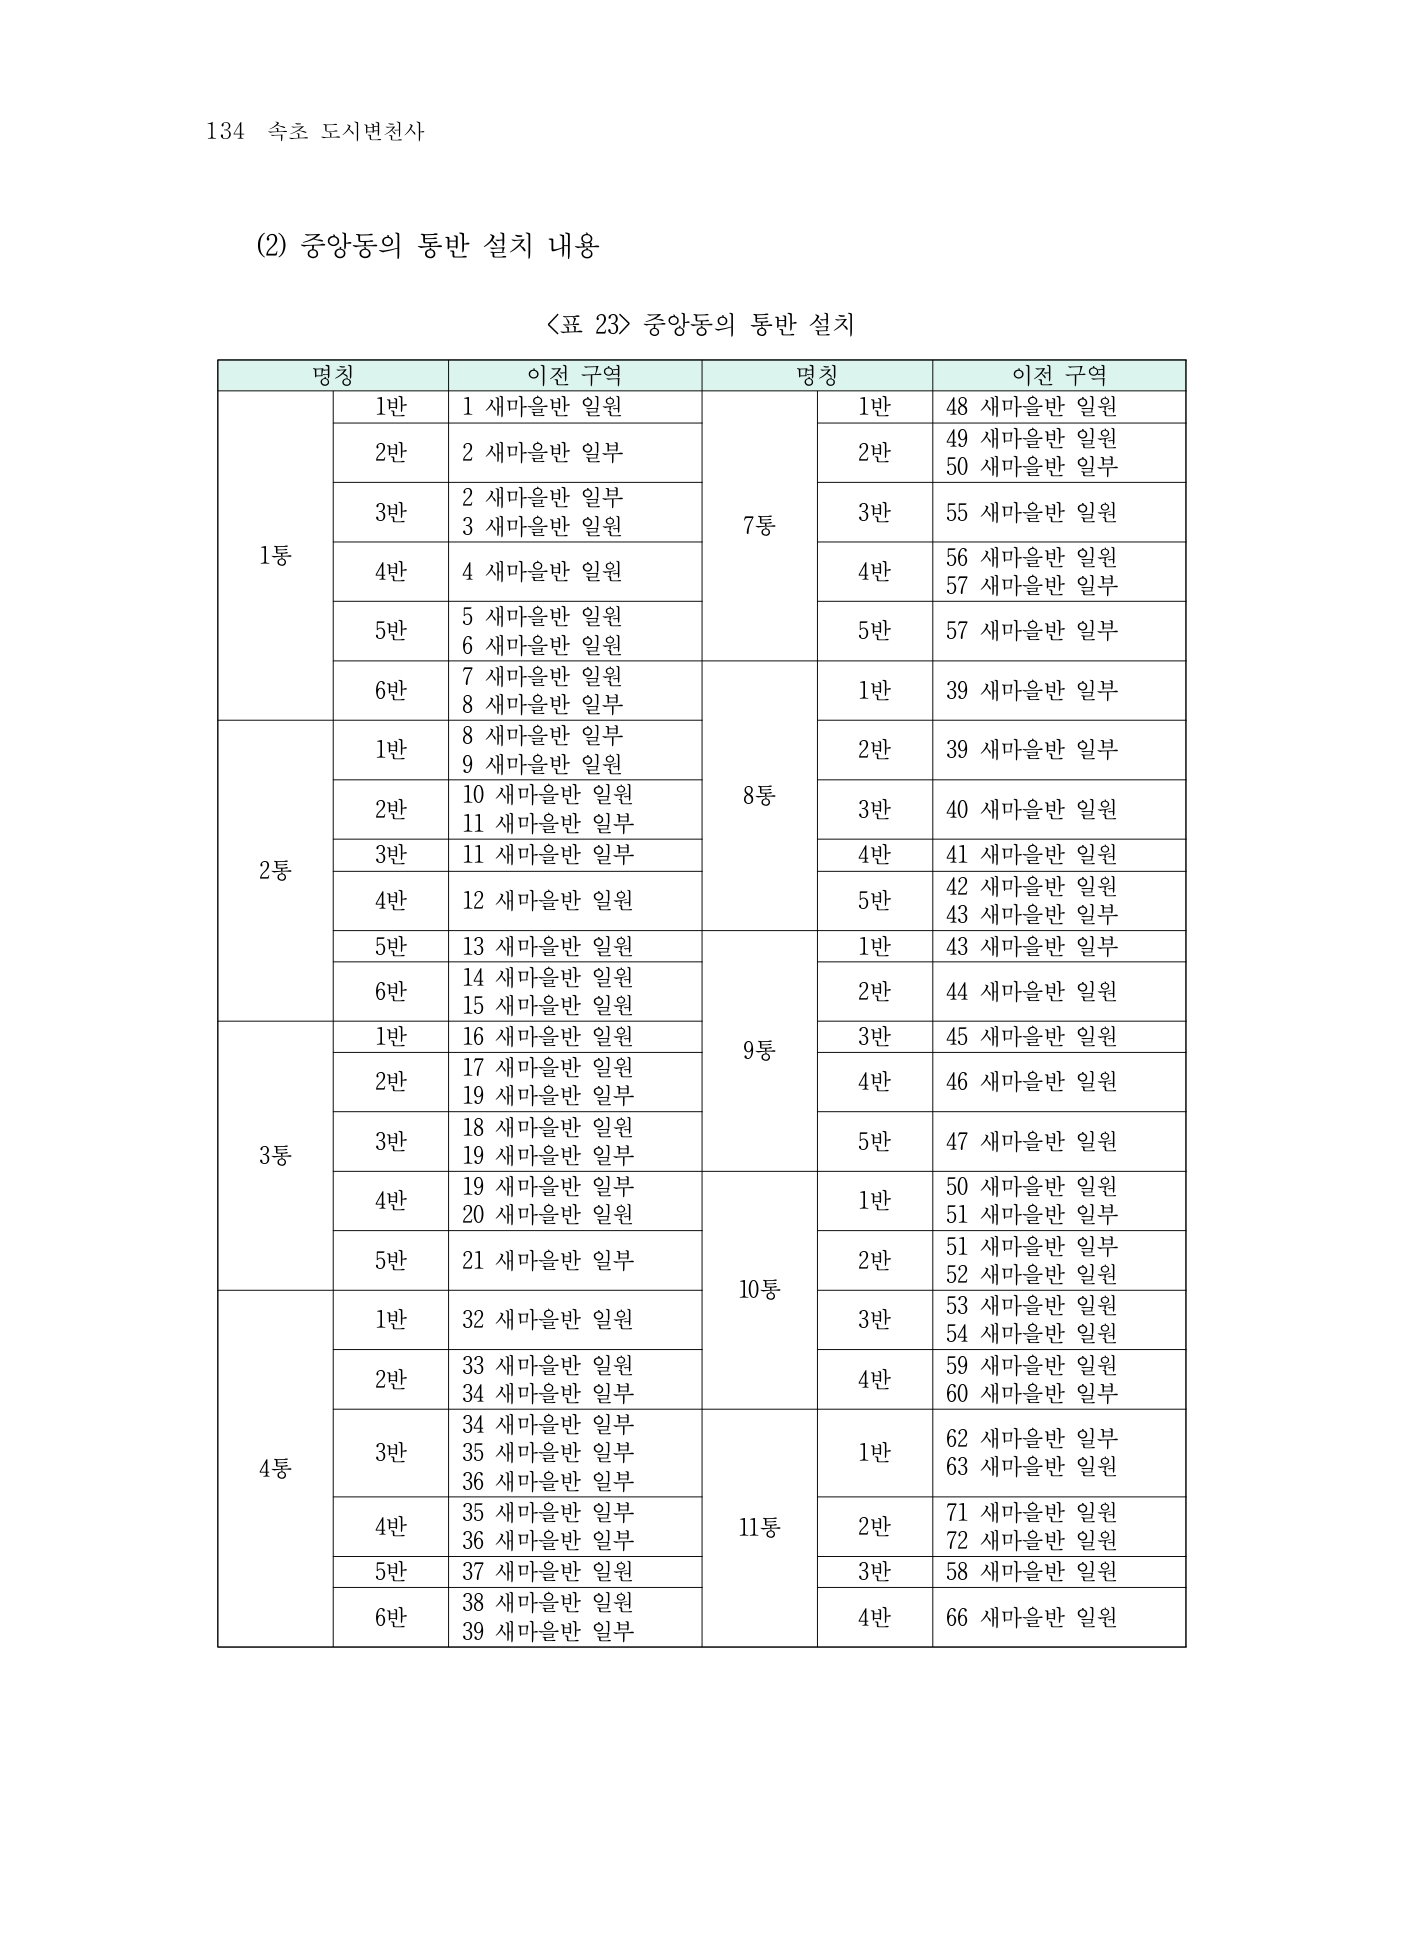 134 속초 도시변천사
(2) 중앙동의 통반 설치 내용
<표 23> 중앙동의 통반 설치
명칭 이전 구역 명칭 이전 구역
1통
1반 1 새마을반 일원
2반 2 새마을반 일부
3반 2 새마을반 일부
3 새마을반 일원
4반 4 새마을반 일원
5반 5 새마을반 일원
6 새마을반 일원
6반 7 새마을반 일원
8 새마을반 일부
2통
1반 8 새마을반 일부
9 새마을반 일원
2반 10 새마을반 일원
11 새마을반 일부
3반 11 새마을반 일부
4반 12 새마을반 일원
5반 13 새마을반 일원
6반 14 새마을반 일원
15 새마을반 일원
3통
1반 16 새마을반 일원
2반 17 새마을반 일원
19 새마을반 일부
3반 18 새마을반 일원
19 새마을반 일부
4반 19 새마을반 일부
20 새마을반 일원
5반 21 새마을반 일부
4통
1반 32 새마을반 일원
2반 33 새마을반 일원
34 새마을반 일부
3반 34 새마을반 일부
35 새마을반 일부
36 새마을반 일부
4반 35 새마을반 일부
36 새마을반 일부
5반 37 새마을반 일원
6반 38 새마을반 일원
39 새마을반 일부
7통
1반 48 새마을반 일원
2반 49 새마을반 일원
50 새마을반 일부
3반 55 새마을반 일원
4반 56 새마을반 일원
57 새마을반 일부
5반 57 새마을반 일부
8통
1반 39 새마을반 일부
2반 39 새마을반 일부
3반 40 새마을반 일원
4반 41 새마을반 일원
5반 42 새마을반 일원
43 새마을반 일부
9통
1반 43 새마을반 일부
2반 44 새마을반 일원
3반 45 새마을반 일원
4반 46 새마을반 일원
5반 47 새마을반 일원
10통
1반 50 새마을반 일원
51 새마을반 일부
2반 51 새마을반 일부
52 새마을반 일원
3반 53 새마을반 일원
54 새마을반 일원
4반 59 새마을반 일원
60 새마을반 일부
11통
1반 62 새마을반 일부
63 새마을반 일원
2반 71 새마을반 일원
72 새마을반 일원
3반 58 새마을반 일원
4반 66 새마을반 일원